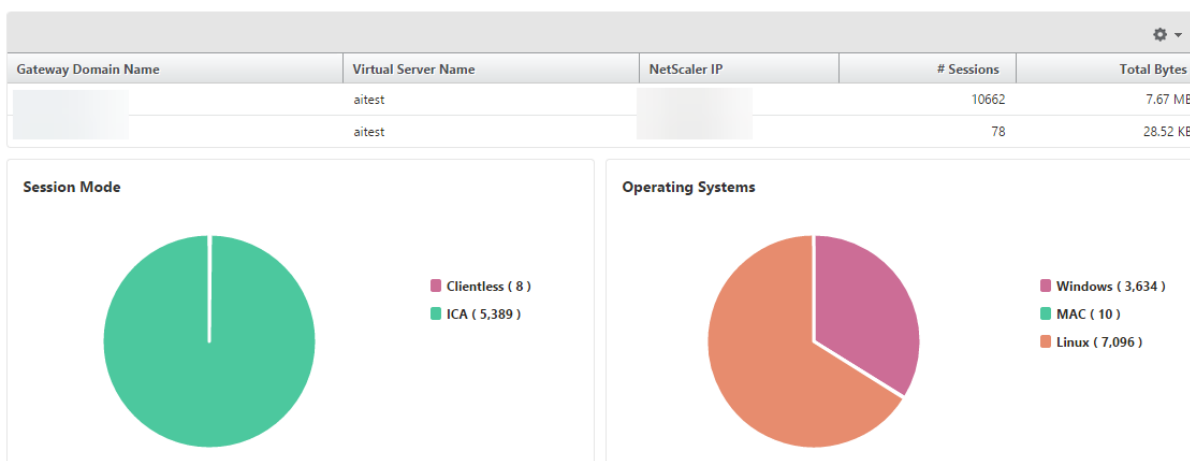 Gateway Domain Name Virtual Server Name NetScaler IP # Sessions Total Bytes
aitest 10662 7.67 MB
aitest 78 28.52 KB
Session Mode
Clientless ( 8 )
ICA ( 5,389 )
Operating Systems
Windows ( 3,634 )
MAC ( 10 )
Linux ( 7,096 )